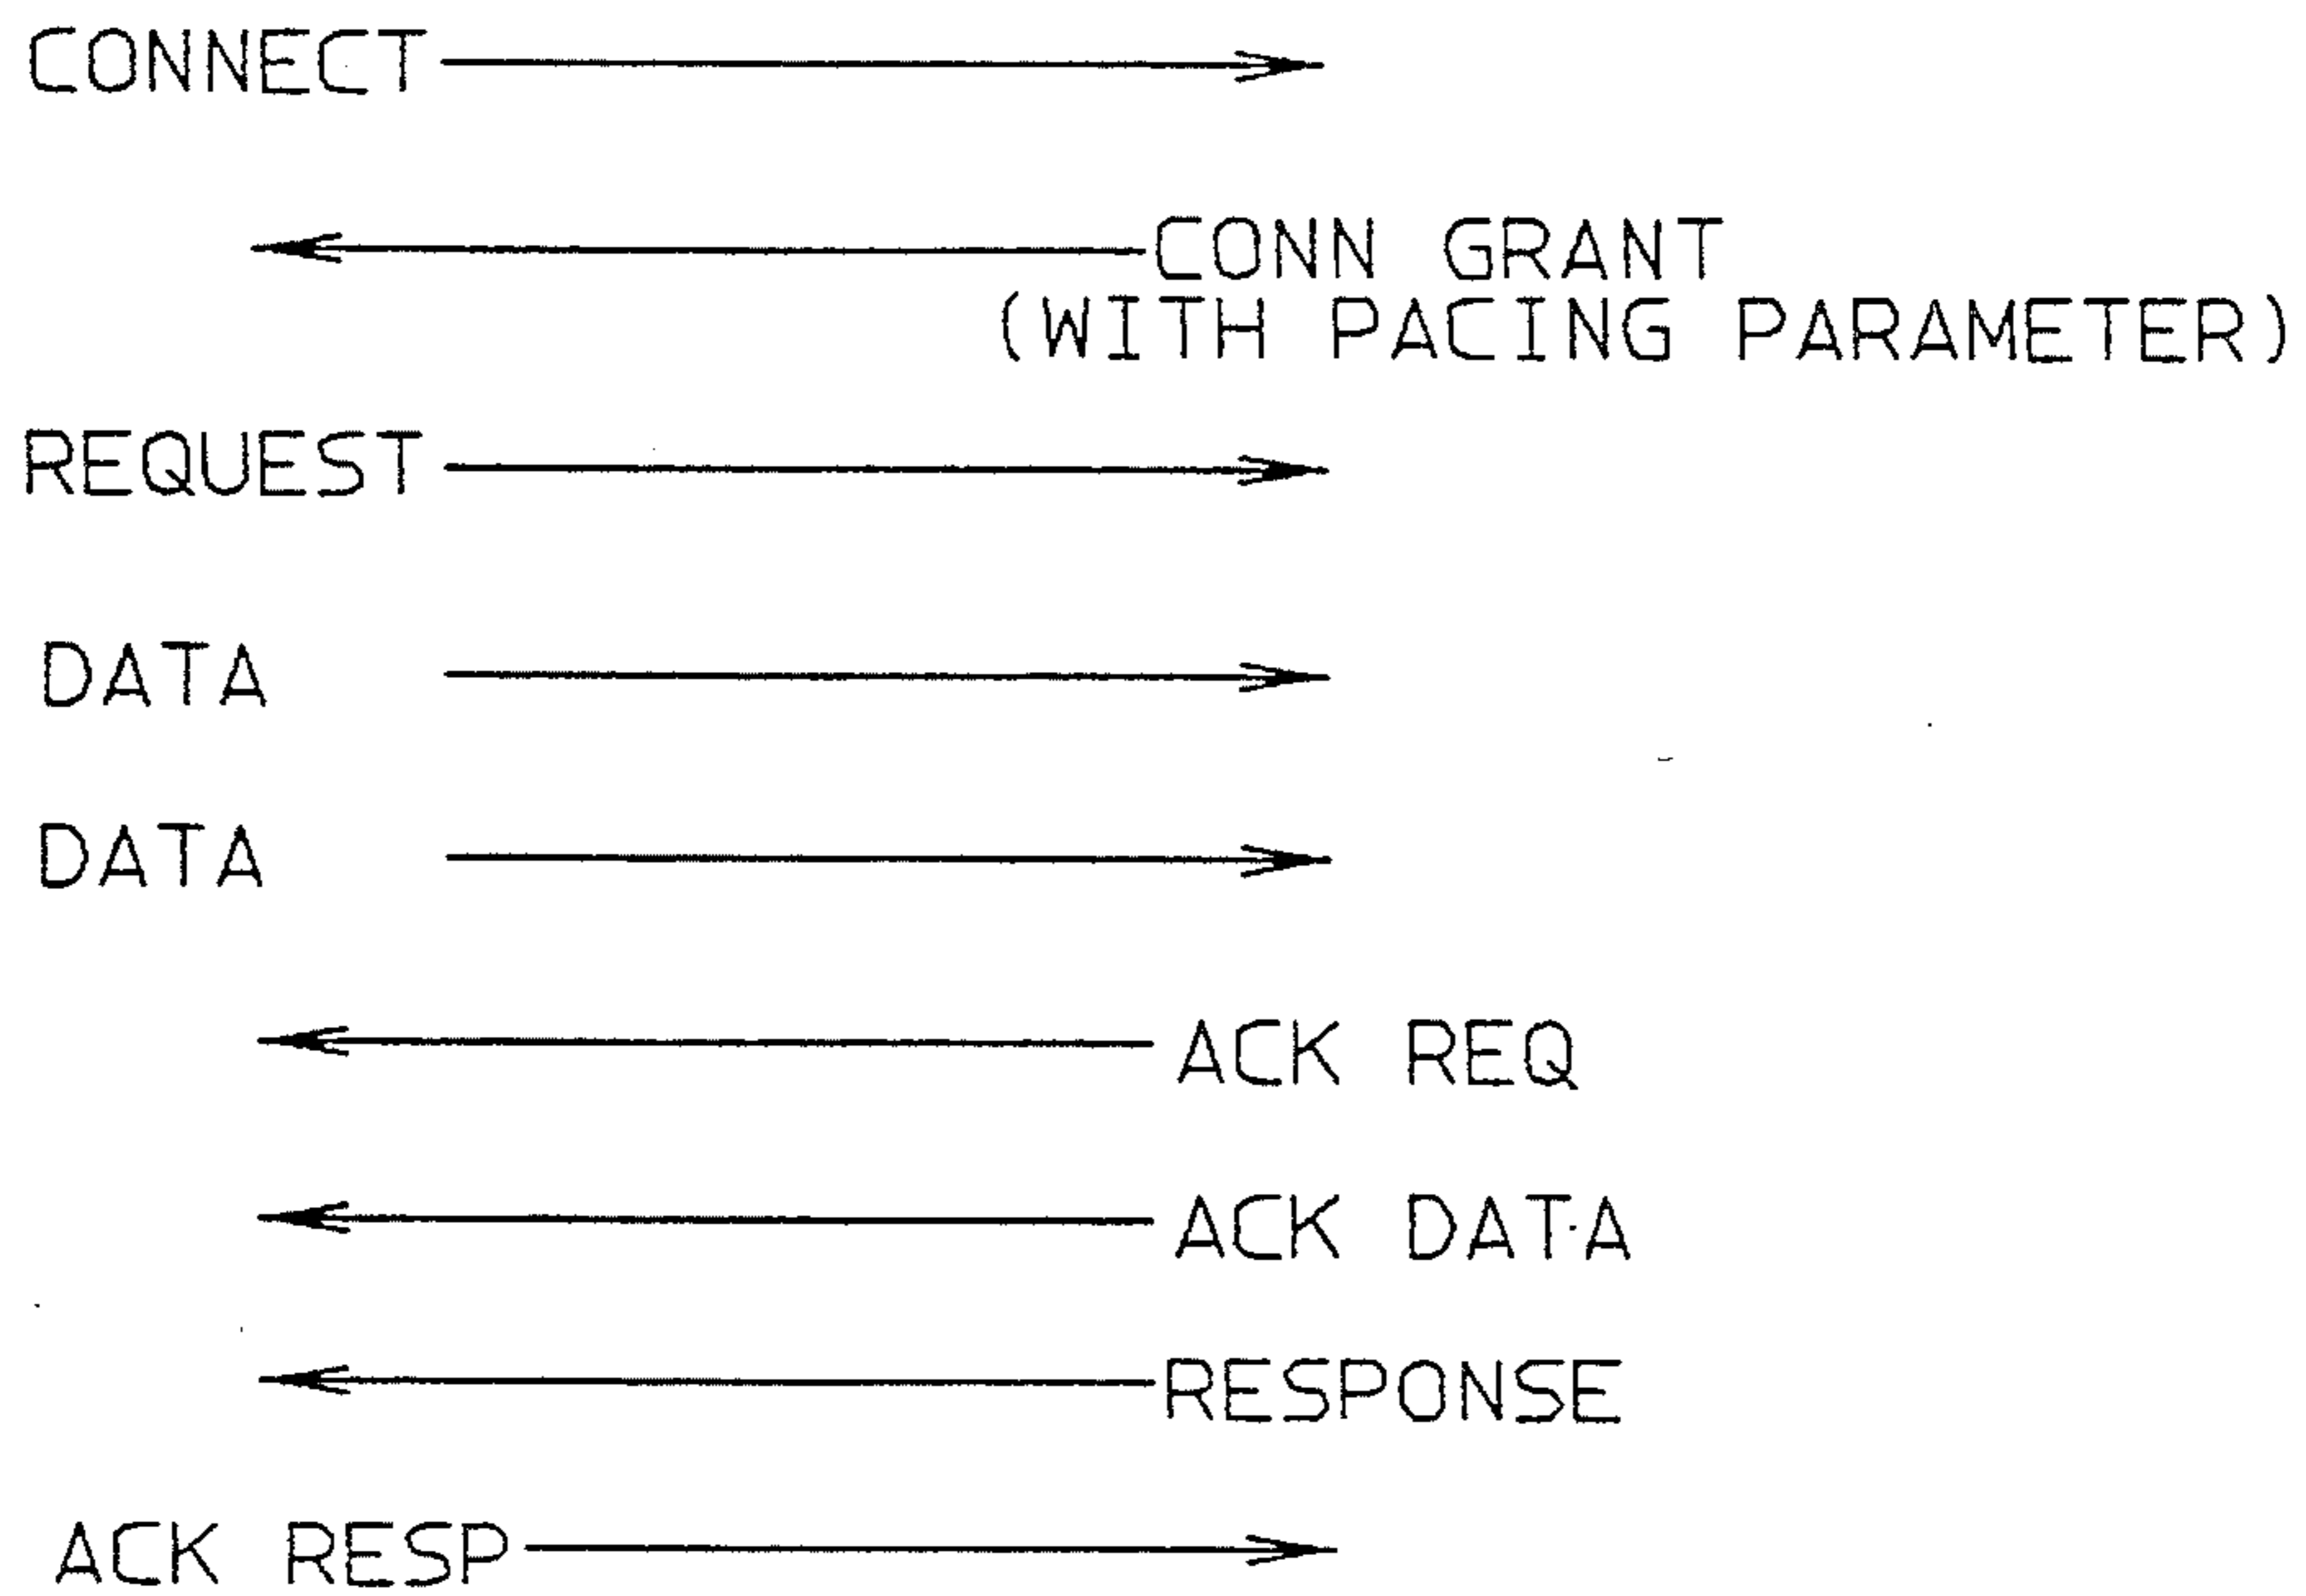 CONNECT
CONN GRANT
(WITH PACING PARAMETER)
REQUEST
DATA
DATA
ACK REQ
ACK DATA
RESPONSE
ACK RESP